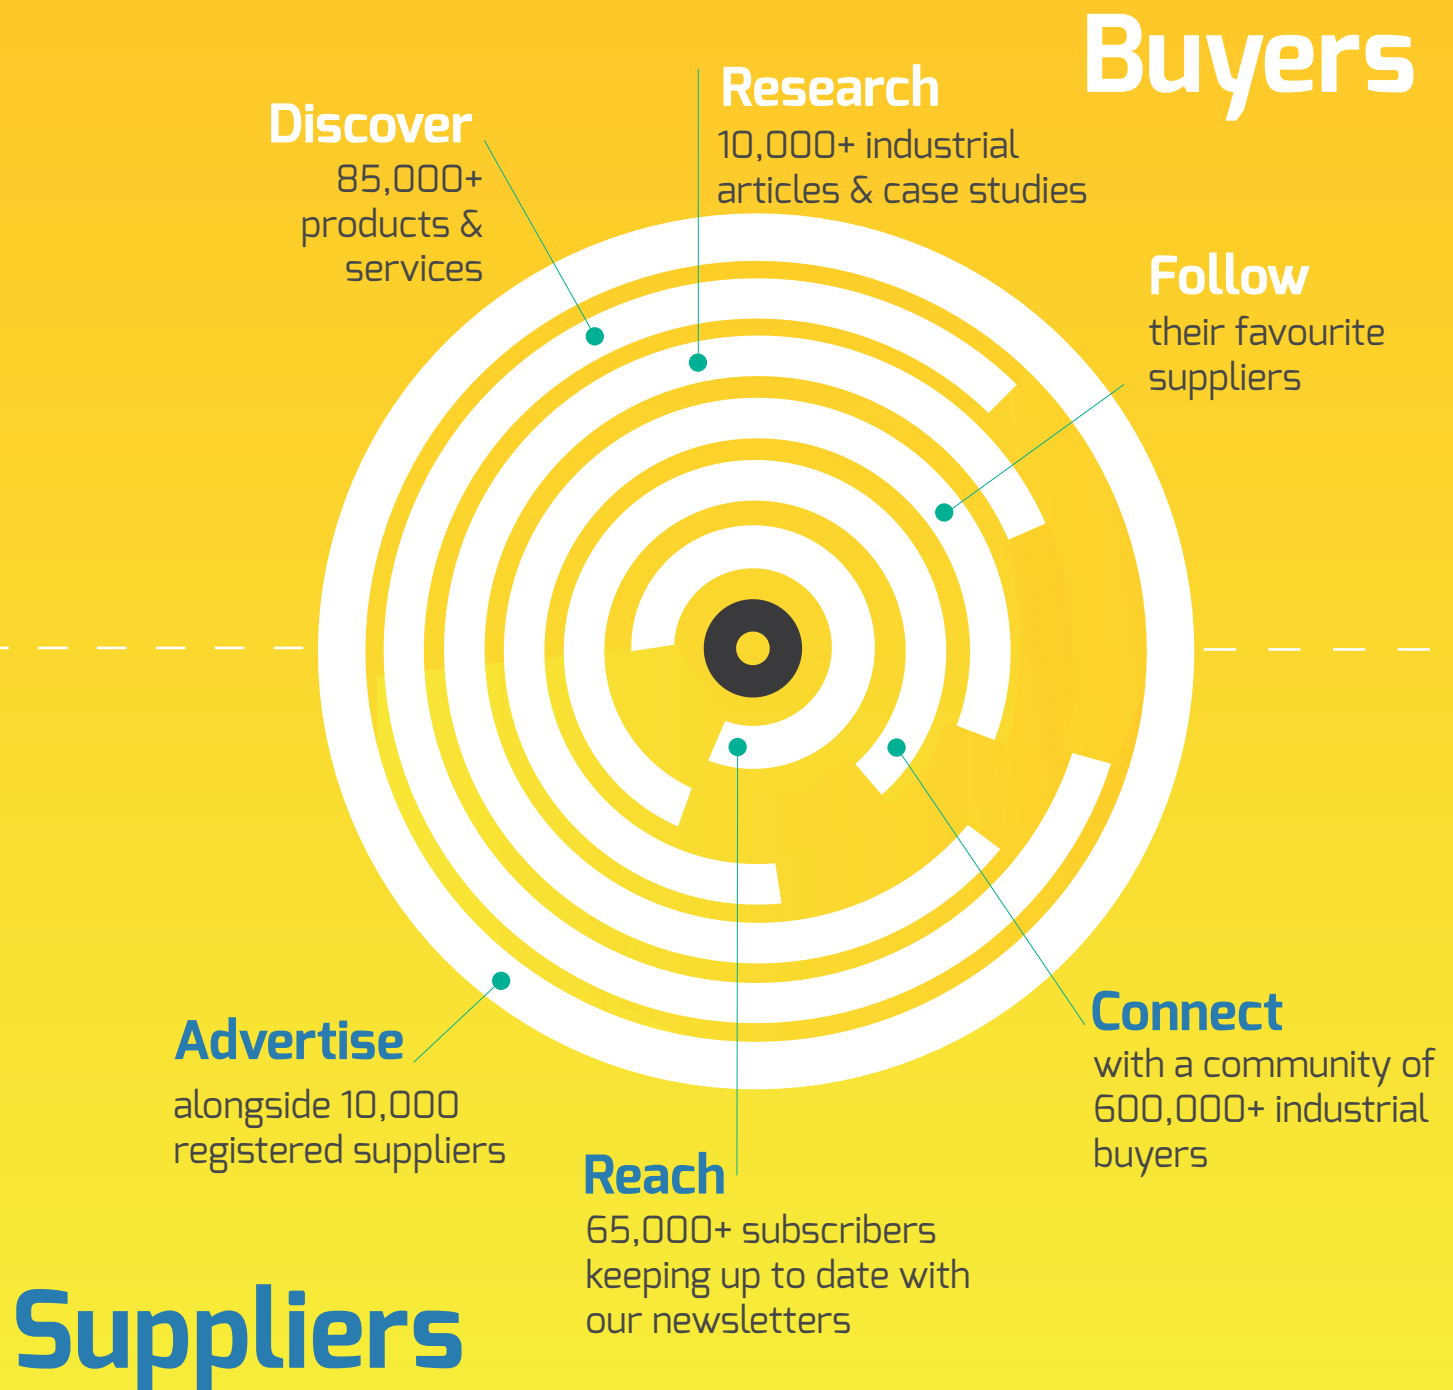 Buyers
Discover
85,000+
products &
services
Research
10,000+ industrial
articles & case studies
Follow
their favourite
suppliers
Advertise
alongside 10,000
registered suppliers
Reach
65,000+ subscribers
keeping up to date with
our newsletters
Connect
with a community of
600,000+ industrial
buyers
Suppliers